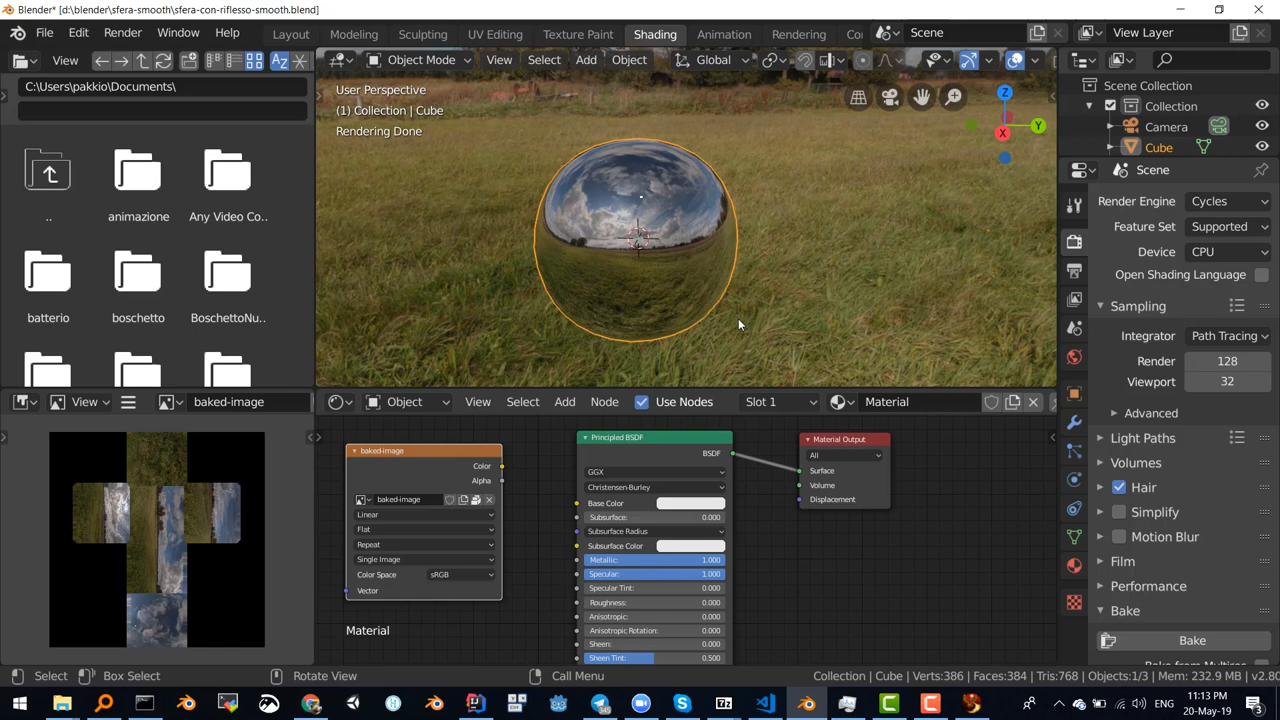 Blender* [d:\blender\sfera-smooth\sfera-con-riflesso-smooth.blend]
File Edit Render Window Help
Layout Modeling Sculpting UV Editing Texture Paint Shading Animation Rendering Co
Scene
View Layer
View
C:\Users\pakkio\Documents\
..
animazione
Any Video Co...
batterio
boschetto
BoschettoNu...
Object Mode View Select Add Object Global
User Perspective
(1) Collection | Cube
Rendering Done
Z
Y
X
Scene Collection
Collection
Camera
Cube
Scene
Render Engine Cycles
Feature Set Supported
Device CPU
Open Shading Language
Sampling
Integrator Path Tracing
Render 128
Viewport 32
Advanced
Light Paths
Volumes
Hair
Simplify
Motion Blur
Film
Performance
Bake
Bake
Bake from Multires
View baked-image
Object View Select Add Node Use Nodes Slot 1 Material
baked-image
Color
Alpha
baked-image
Linear
Flat
Repeat
Single Image
Color Space sRGB
Vector
Material
Principled BSDF
BSDF
GGX
Christensen-Burley
Base Color
Subsurface: 0.000
Subsurface Radius
Subsurface Color
Metallic: 1.000
Specular: 1.000
Specular Tint: 0.000
Roughness: 0.000
Anisotropic: 0.000
Anisotropic Rotation: 0.000
Sheen: 0.000
Sheen Tint: 0.500
Material Output
All
Surface
Volume
Displacement
Select Box Select Rotate View Call Menu
Collection | Cube | Verts:386 | Faces:384 | Tris:768 | Objects:1/3 | Mem: 232.9 MB | v2.80
11:13 PM
20-May-19